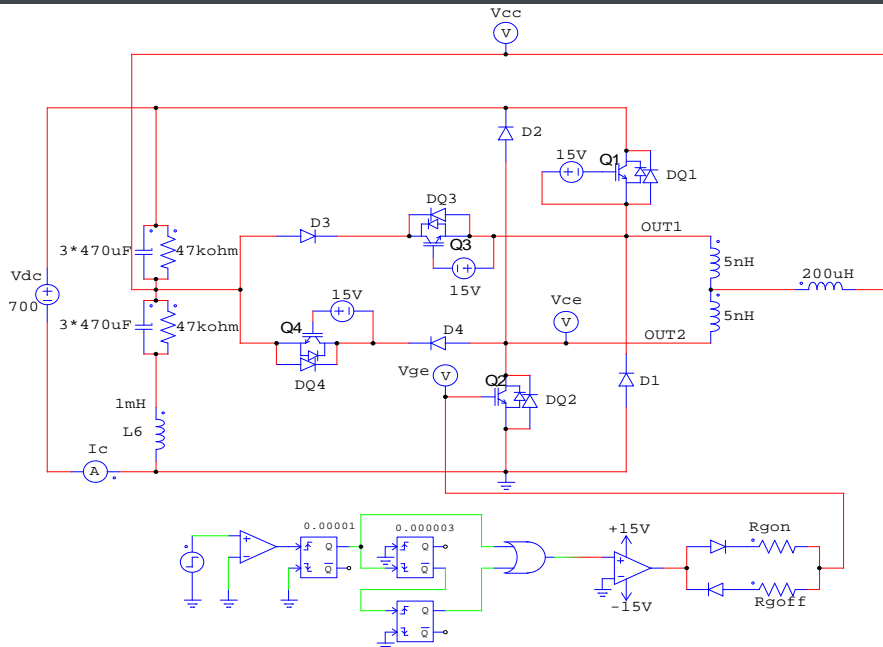 Vcc
V
D2
15V
Q1
DQ1
DQ3
D3
OUT1
3*470uF
47kohm
Q3
5nH
Vdc
15V
200uH
700
15V
Vce
3*470uF
47kohm
Q4
D4
V
5nH
OUT2
Vge
DQ4
V
Q2
D1
DQ2
1mH
L6
Ic
A
0.00001
0.000003
+15V
Rgon
Q
Q
Q
Q
Q
Q
-15V
Rgoff